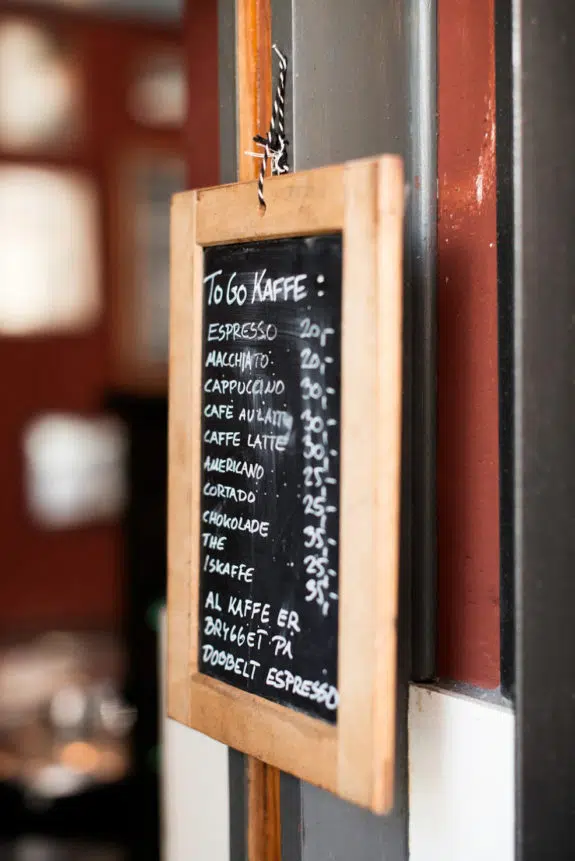 To Go KAFFE :
ESPRESSO 20,-
MACCHIATO 20,-
CAPPUCCINO 30,-
CAFÉ AU LAIT 30,-
CAFFE LATTE 30,-
AMERICANO 25,-
CORTADO 25,-
CHOKOLADE 35,-
THE 25,-
ISKAFFE 35,-
AL KAFFE ER
BRYGGET PÅ
DOBBELT ESPRESSO